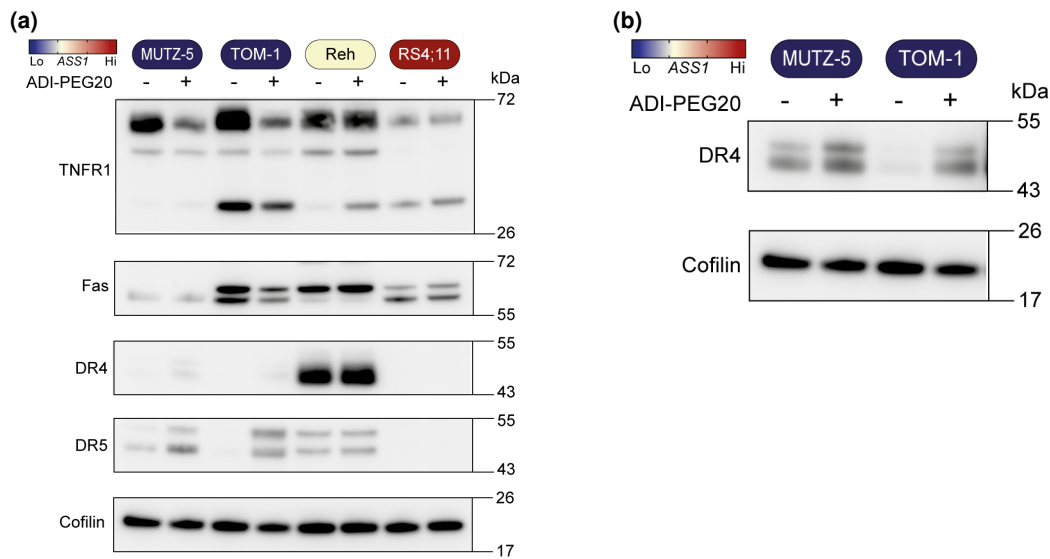 (a)
MUTZ-5 TOM-1 Reh RS4;11
Lo ASS1 Hi
ADI-PEG20 - + - + - + - + kDa
72
TNFR1
26
72
Fas
55
55
DR4
43
55
DR5
43
26
Cofilin
17
(b)
MUTZ-5 TOM-1
Lo ASS1 Hi
ADI-PEG20 - + - + kDa
55
DR4
43
26
Cofilin
17